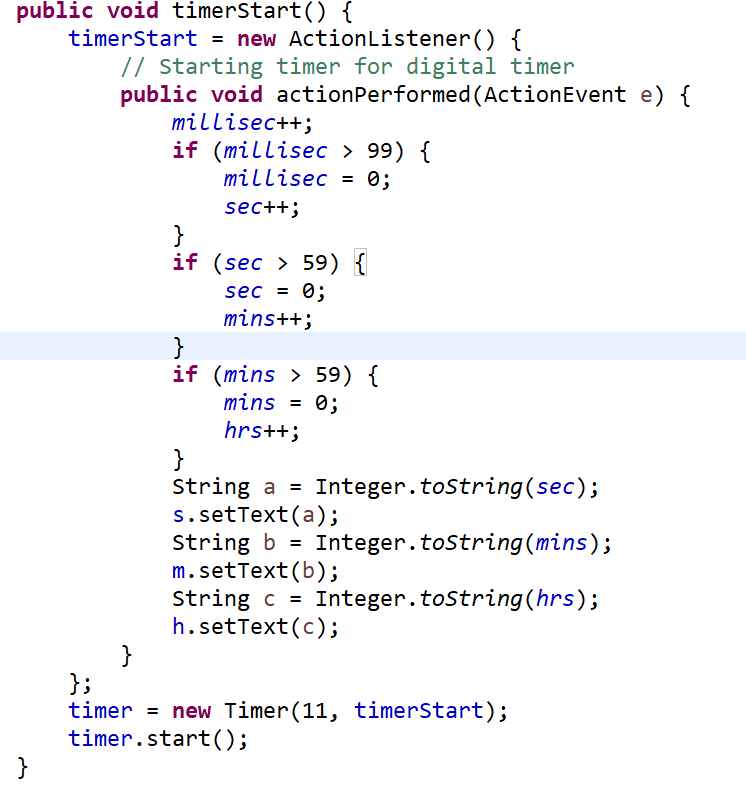 public void timerStart() {
    timerStart = new ActionListener() {
        // Starting timer for digital timer
        public void actionPerformed(ActionEvent e) {
            millisec++;
            if (millisec > 99) {
                millisec = 0;
                sec++;
            }
            if (sec > 59) {
                sec = 0;
                mins++;
            }
            if (mins > 59) {
                mins = 0;
                hrs++;
            }
            String a = Integer.toString(sec);
            s.setText(a);
            String b = Integer.toString(mins);
            m.setText(b);
            String c = Integer.toString(hrs);
            h.setText(c);
        }
    };
    timer = new Timer(11, timerStart);
    timer.start();
}